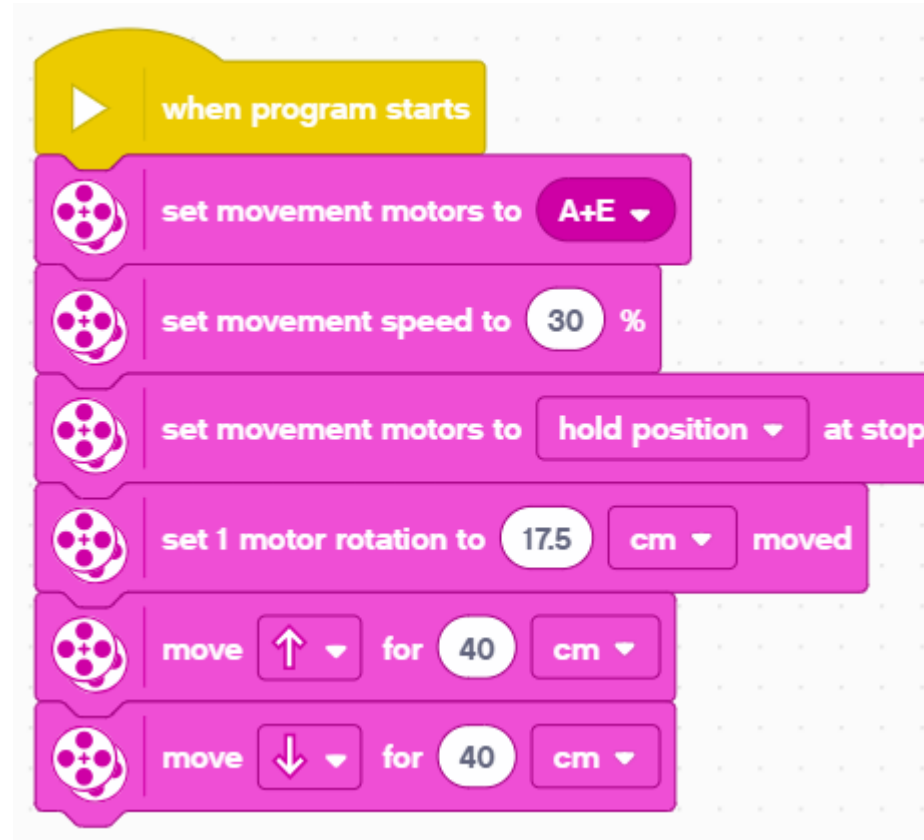 when program starts
set movement motors to A+E
set movement speed to 30 %
set movement motors to hold position at stop
set 1 motor rotation to 17.5 cm moved
move for 40 cm
move for 40 cm